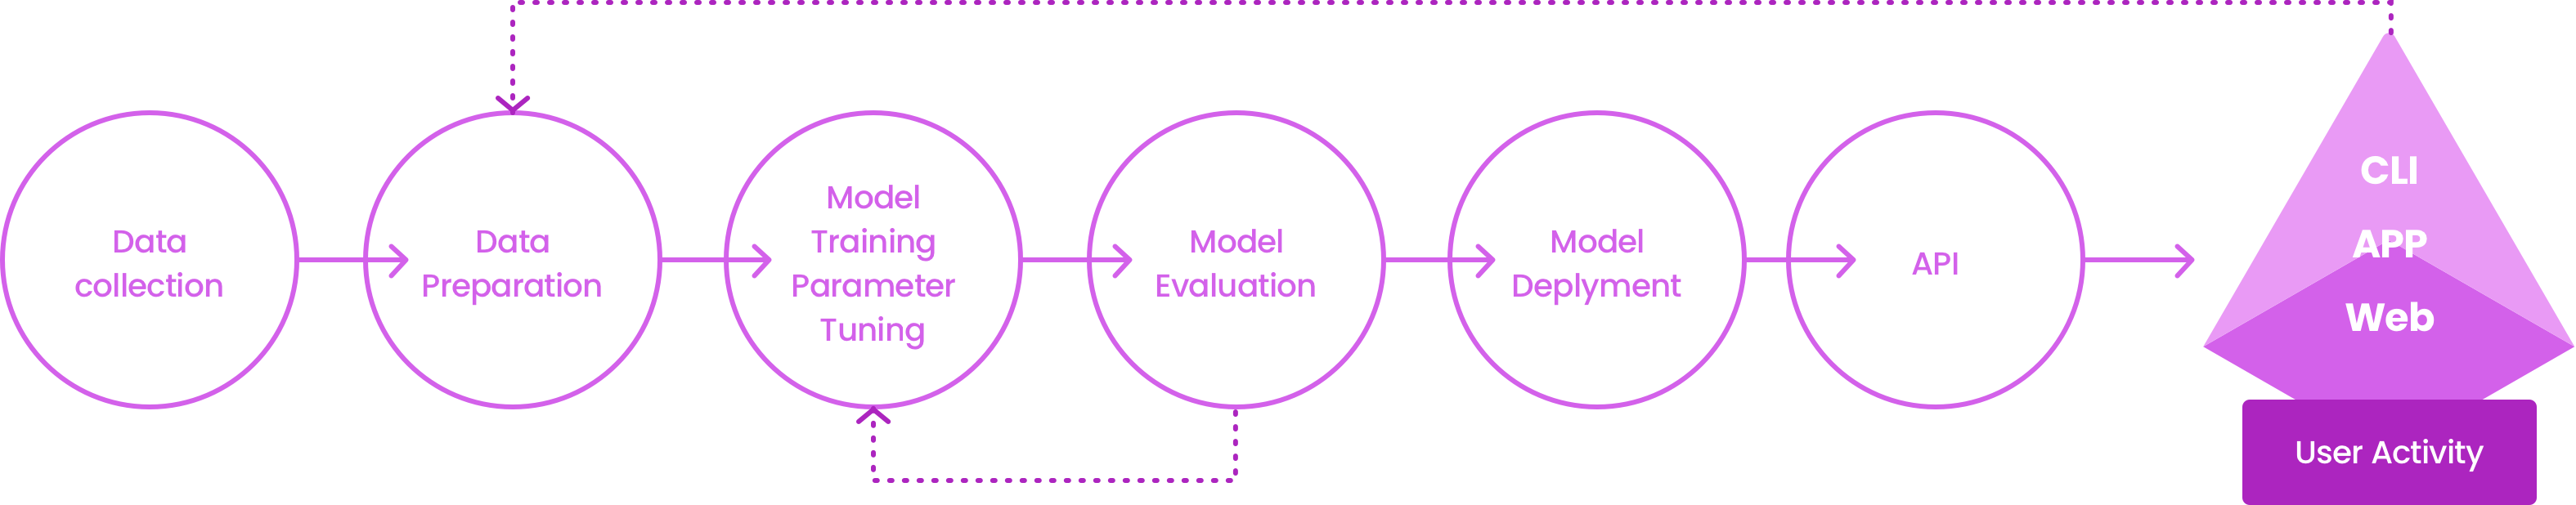 Data
collection
Data
Preparation
Model
Training
Parameter
Tuning
Model
Evaluation
Model
Deplyment
API
CLI
APP
Web
User Activity